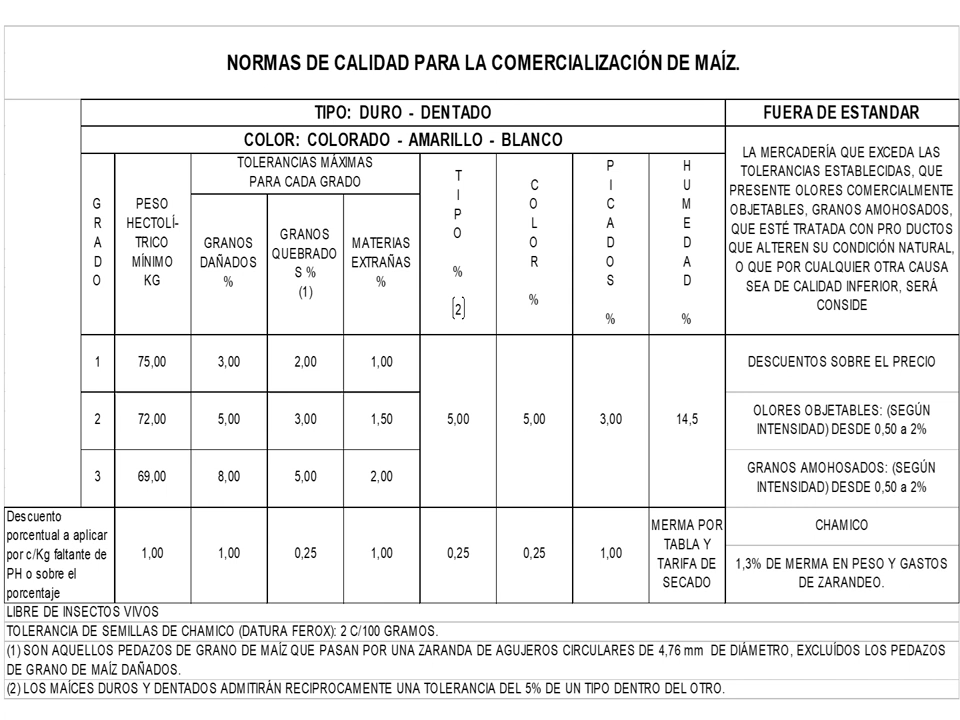 NORMAS DE CALIDAD PARA LA COMERCIALIZACIÓN DE MAÍZ.
TIPO: DURO - DENTADO
FUERA DE ESTANDAR
COLOR: COLORADO - AMARILLO - BLANCO
LA MERCADERÍA QUE EXCEDA LAS
TOLERANCIAS ESTABLECIDAS, QUE
PRESENTE OLORES COMERCIALMENTE
OBJETABLES, GRANOS AMOHOSADOS,
QUE ESTÉ TRATADA CON PRO DUCTOS
QUE ALTEREN SU CONDICIÓN NATURAL,
O QUE POR CUALQUIER OTRA CAUSA
SEA DE CALIDAD INFERIOR, SERÁ
CONSIDE
GRADO
PESO
HECTOLÍ-
TRICO
MÍNIMO
KG
TOLERANCIAS MÁXIMAS
PARA CADA GRADO
GRANOS
DAÑADOS
%
GRANOS
QUEBRADO
S %
(1)
MATERIAS
EXTRAÑAS
%
TIPO
%
(2)
COLOR
%
PICADOS
%
HUMEDAD
%
1 75,00 3,00 2,00 1,00
DESCUENTOS SOBRE EL PRECIO
2 72,00 5,00 3,00 1,50 5,00 5,00 3,00 14,5
OLORES OBJETABLES: (SEGÚN
INTENSIDAD) DESDE 0,50 a 2%
3 69,00 8,00 5,00 2,00
GRANOS AMOHOSADOS: (SEGÚN
INTENSIDAD) DESDE 0,50 a 2%
Descuento
porcentual a aplicar
por c/Kg faltante de
PH o sobre el
porcentaje
1,00 1,00 0,25 1,00 0,25 0,25 1,00
MERMA POR
TABLA Y
TARIFA DE
SECADO
CHAMICO
1,3% DE MERMA EN PESO Y GASTOS
DE ZARANDEO.
LIBRE DE INSECTOS VIVOS
TOLERANCIA DE SEMILLAS DE CHAMICO (DATURA FEROX): 2 C/100 GRAMOS.
(1) SON AQUELLOS PEDAZOS DE GRANO DE MAÍZ QUE PASAN POR UNA ZARANDA DE AGUJEROS CIRCULARES DE 4,76 mm DE DIÁMETRO, EXCLUÍDOS LOS PEDAZOS
DE GRANO DE MAÍZ DAÑADOS.
(2) LOS MAÍCES DUROS Y DENTADOS ADMITIRÁN RECIPROCAMENTE UNA TOLERANCIA DEL 5% DE UN TIPO DENTRO DEL OTRO.